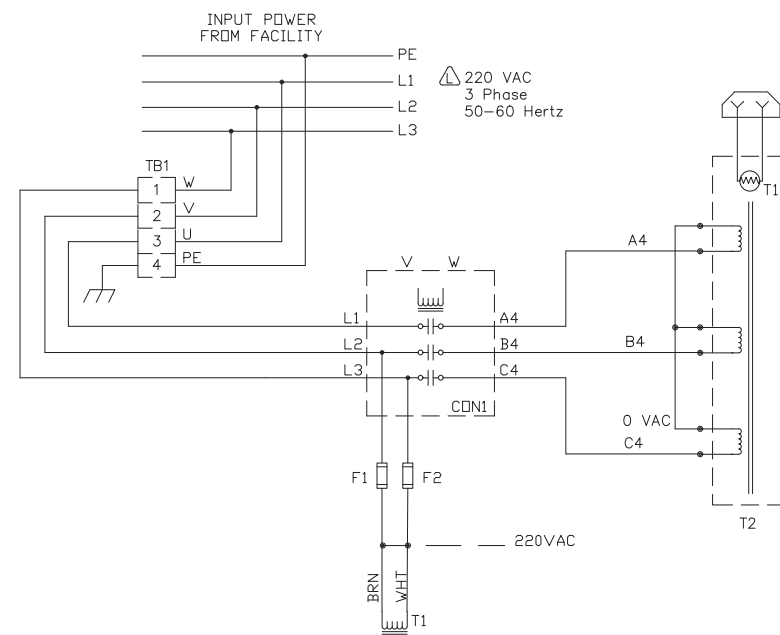 INPUT POWER
FROM FACILITY
PE
L1
L2
L3
L 220 VAC
3 Phase
50-60 Hertz
TB1
1 W
2 V
3 U
4 PE
T1
V W
A4
L1 A4
L2 B4
B4
L3 C4
CON1
0 VAC
C4
F1 F2
T2
220VAC
BRN
WHT
T1